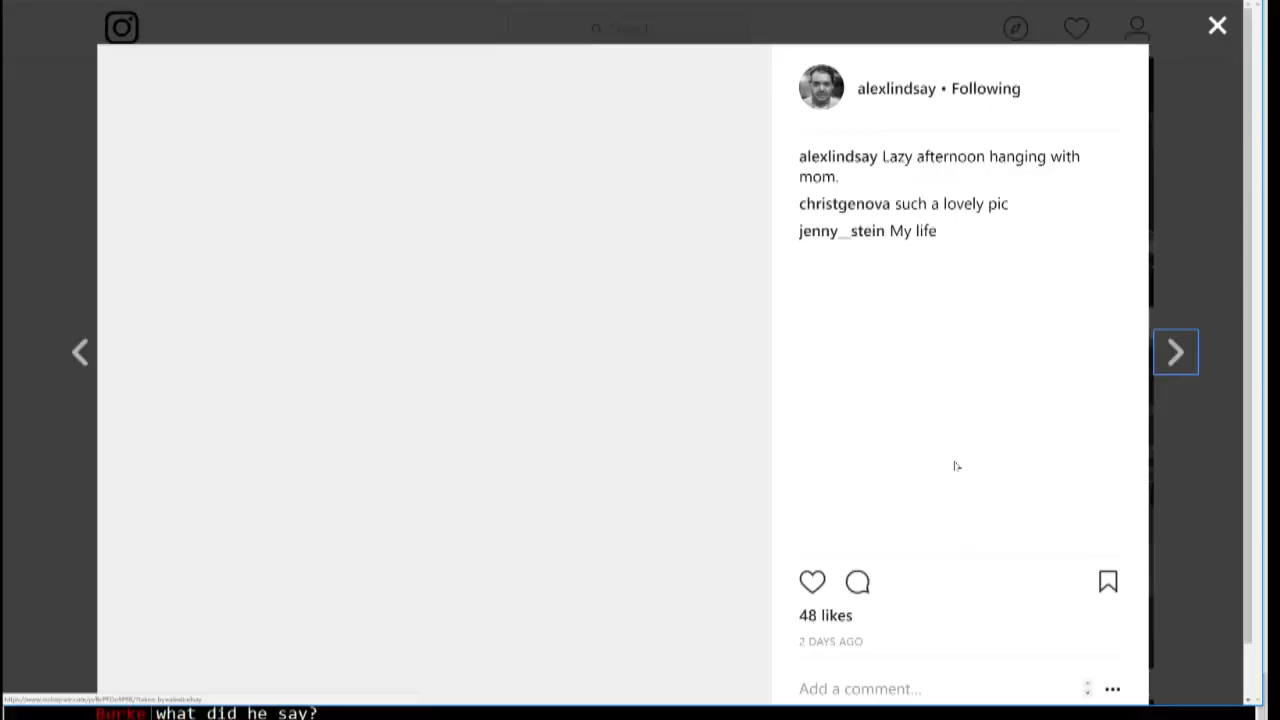 alexlindsay • Following
alexlindsay Lazy afternoon hanging with
mom.
christgenova such a lovely pic
jenny__stein My life
48 likes
2 DAYS AGO
Add a comment...
Burke what did he say?